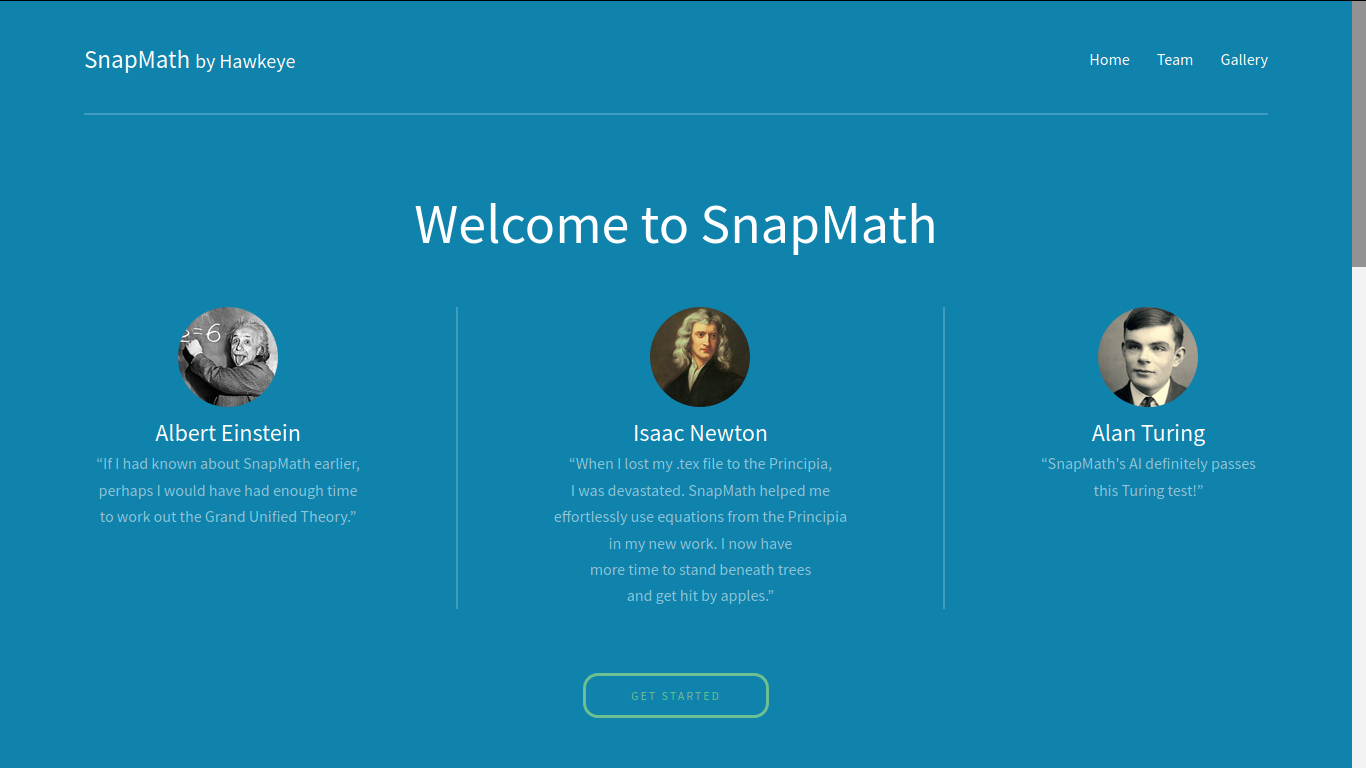 SnapMath by Hawkeye
Home Team Gallery
Welcome to SnapMath
=6
Albert Einstein
“If I had known about SnapMath earlier,
perhaps I would have had enough time
to work out the Grand Unified Theory.”
Isaac Newton
“When I lost my .tex file to the Principia,
I was devastated. SnapMath helped me
effortlessly use equations from the Principia
in my new work. I now have
more time to stand beneath trees
and get hit by apples.”
Alan Turing
“SnapMath's AI definitely passes
this Turing test!”
GET STARTED